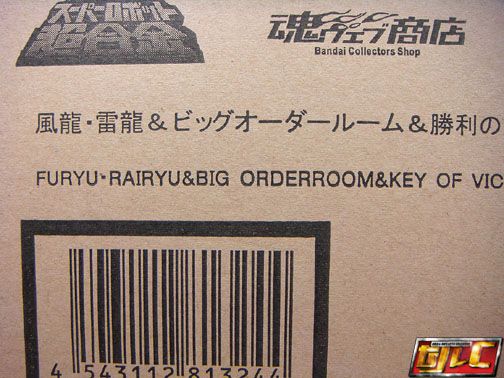 スーパーロボット
超合金
魂ウェブ商店
Bandai Collectors Shop
風龍・雷龍&ビッグオーダールーム&勝利の
FURYU・RAIRYU&BIG ORDERROOM&KEY OF VIC
4 543112 813244